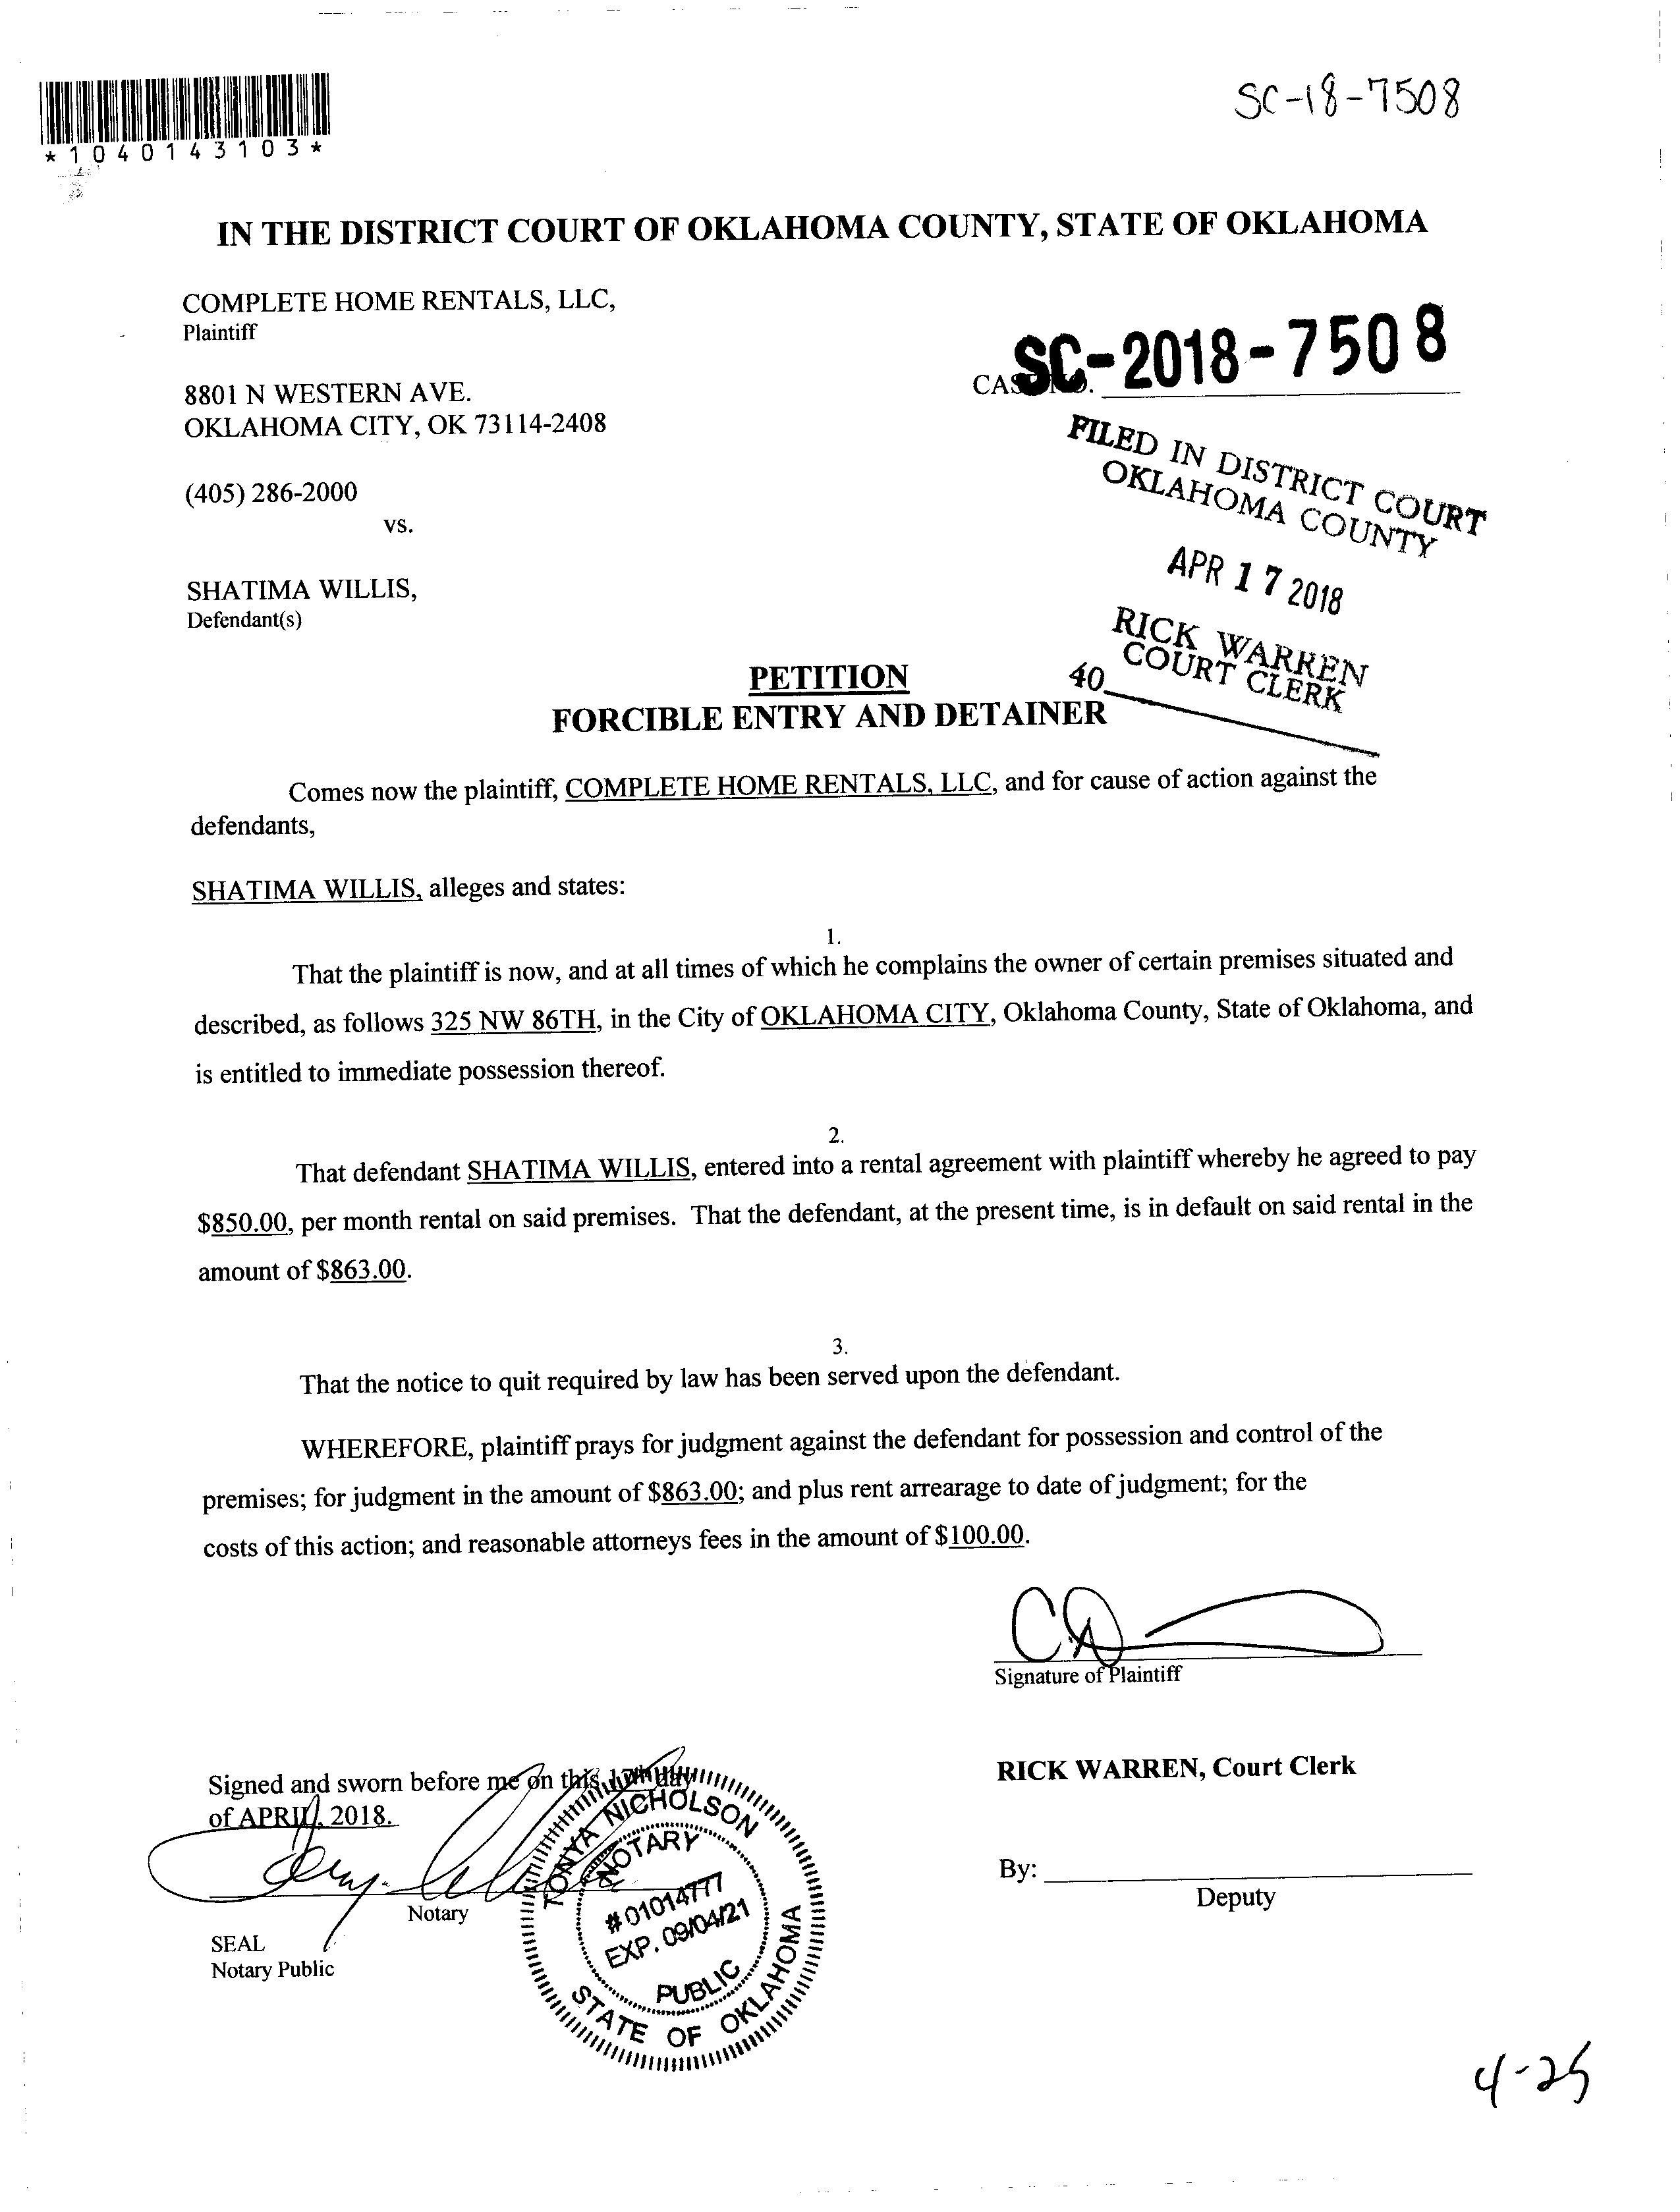 SC-18-7508
*1040143103*
IN THE DISTRICT COURT OF OKLAHOMA COUNTY, STATE OF OKLAHOMA
COMPLETE HOME RENTALS, LLC,
Plaintiff
8801 N WESTERN AVE.
OKLAHOMA CITY, OK 73114-2408
(405) 286-2000
vs.
SHATIMA WILLIS,
Defendant(s)
CASE NO. SC-2018-7508
FILED IN DISTRICT COURT
OKLAHOMA COUNTY
APR 17 2018
RICK WARREN
COURT CLERK
40
PETITION
FORCIBLE ENTRY AND DETAINER
Comes now the plaintiff, COMPLETE HOME RENTALS, LLC, and for cause of action against the
defendants,
SHATIMA WILLIS, alleges and states:
1.
That the plaintiff is now, and at all times of which he complains the owner of certain premises situated and
described, as follows 325 NW 86TH, in the City of OKLAHOMA CITY, Oklahoma County, State of Oklahoma, and
is entitled to immediate possession thereof.
2.
That defendant SHATIMA WILLIS, entered into a rental agreement with plaintiff whereby he agreed to pay
$850.00, per month rental on said premises. That the defendant, at the present time, is in default on said rental in the
amount of $863.00.
3.
That the notice to quit required by law has been served upon the defendant.
WHEREFORE, plaintiff prays for judgment against the defendant for possession and control of the
premises; for judgment in the amount of $863.00; and plus rent arrearage to date of judgment; for the
costs of this action; and reasonable attorneys fees in the amount of $100.00.
Signature of Plaintiff
Signed and sworn before me on this 17th day
of APRIL, 2018.
Notary
SEAL
Notary Public
TONYA NICHOLSON
NOTARY
#01014777
EXP. 09/04/21
PUBLIC
STATE OF OKLAHOMA
RICK WARREN, Court Clerk
By:
Deputy
4-25